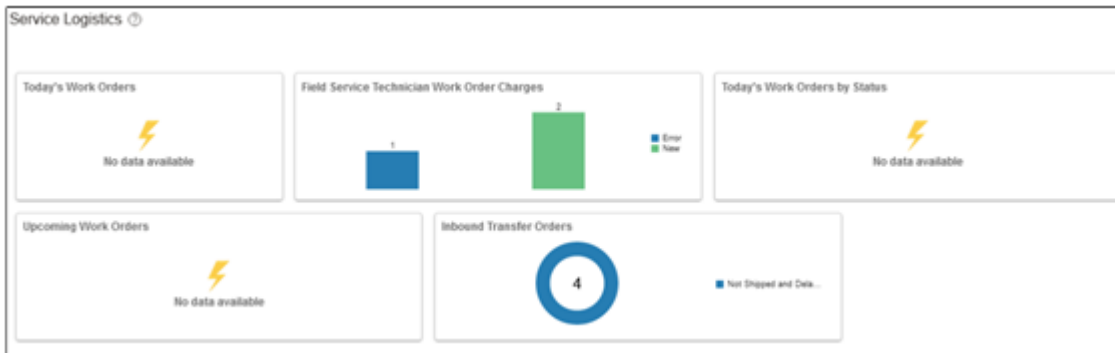 Service Logistics
Today's Work Orders
No data available
Field Service Technician Work Order Charges
1
2
Error
New
Today's Work Orders by Status
No data available
Upcoming Work Orders
No data available
Inbound Transfer Orders
4
Not Shipped and Dela...